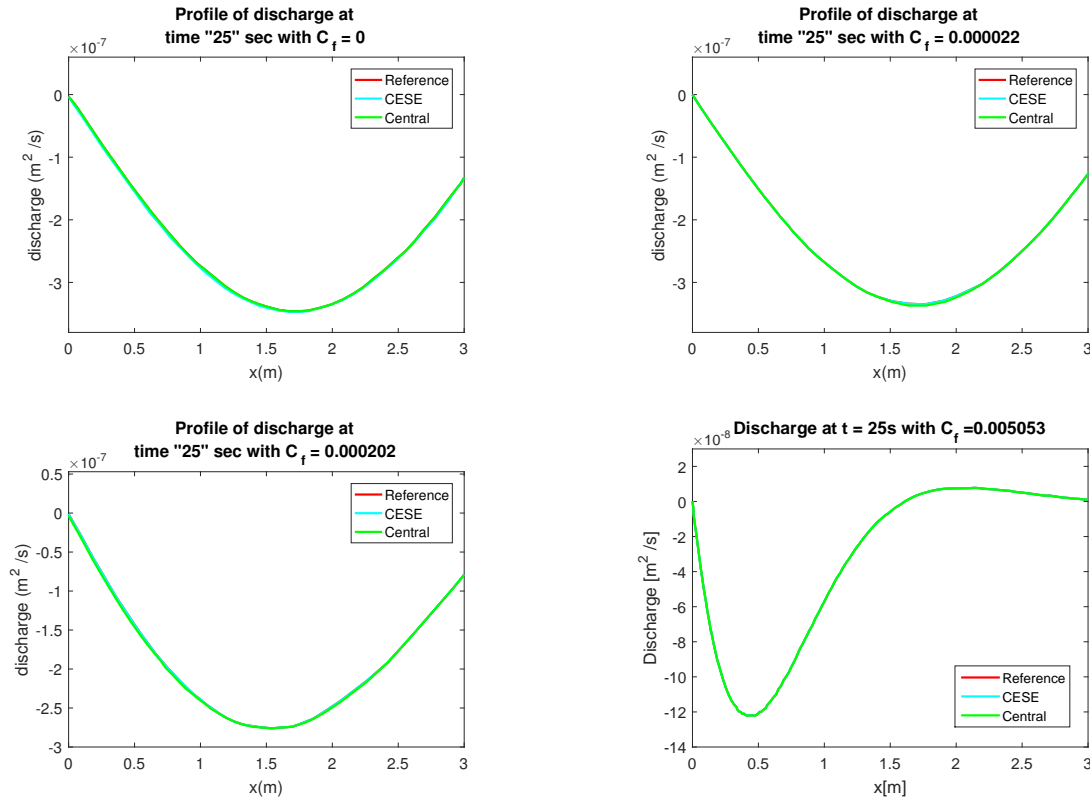 Profile of discharge at
time "25" sec with C_f = 0
×10^-7
0
-1
-2
-3
discharge (m^2 /s)
0 0.5 1 1.5 2 2.5 3
x(m)
Reference
CESE
Central
Profile of discharge at
time "25" sec with C_f = 0.000022
×10^-7
0
-1
-2
-3
discharge (m^2 /s)
0 0.5 1 1.5 2 2.5 3
x(m)
Reference
CESE
Central
Profile of discharge at
time "25" sec with C_f = 0.000202
×10^-7
0.5
0
-0.5
-1
-1.5
-2
-2.5
-3
discharge (m^2 /s)
0 0.5 1 1.5 2 2.5 3
x(m)
Reference
CESE
Central
Discharge at t = 25s with C_f =0.005053
×10^-8
2
0
-2
-4
-6
-8
-10
-12
-14
Discharge [m^2 /s]
0 0.5 1 1.5 2 2.5 3
x[m]
Reference
CESE
Central